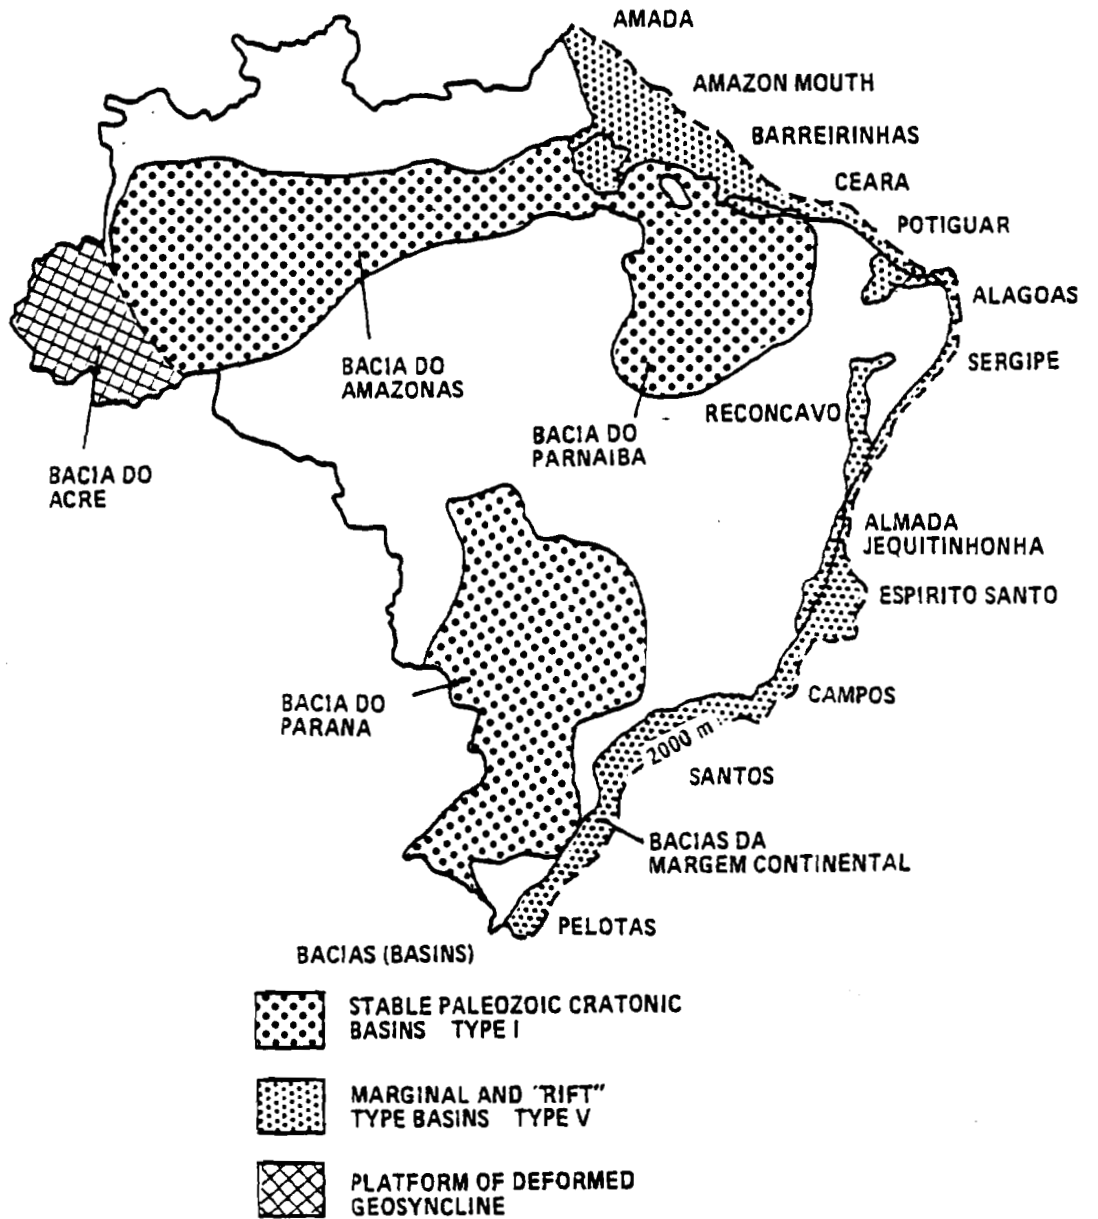 AMADA
AMAZON MOUTH
BARREIRINHAS
CEARA
POTIGUAR
ALAGOAS
SERGIPE
BACIA DO
AMAZONAS
RECONCAVO
BACIA DO
PARNAIBA
BACIA DO
ACRE
ALMADA
JEQUITINHONHA
ESPIRITO SANTO
BACIA DO
PARANA
CAMPOS
2000 m
SANTOS
BACIAS DA
MARGEM CONTINENTAL
PELOTAS
BACIAS (BASINS)
STABLE PALEOZOIC CRATONIC
BASINS TYPE I
MARGINAL AND "RIFT"
TYPE BASINS TYPE V
PLATFORM OF DEFORMED
GEOSYNCLINE